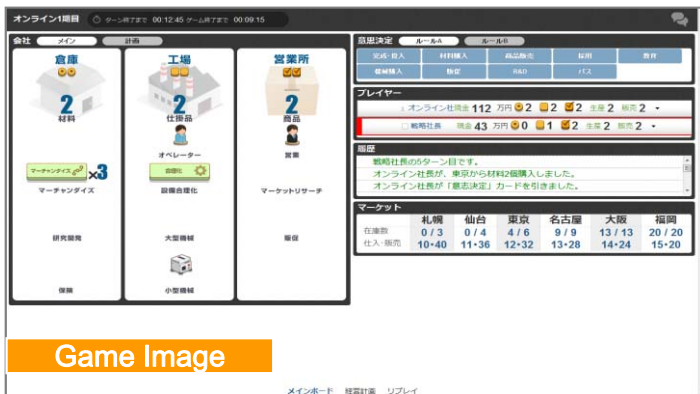 オンライン1期目 ターン終了まで 00:12:45 ゲーム終了まで 00:09:15
会社 メイン 計画
倉庫 工場 営業所
2 2 2
材料 仕掛品 商品
オペレーター 営業
マーチャンダイズ ×3 合理化
マーチャンダイズ 設備合理化 マーケットリサーチ
研究開発 大型機械 販促
保険 小型機械
意思決定 ルールA ルールB
完成・投入 材料購入 商品販売 採用 教育
機械購入 販促 R&D パス
プレイヤー
オンライン社 現金 112 万円 2 2 2 生産 2 販売 2
戦略社長 現金 43 万円 0 1 2 生産 2 販売 2
履歴
戦略社長の5ターン目です。
オンライン社長が、東京から材料2個購入しました。
オンライン社長が「意志決定」カードを引きました。
マーケット
札幌 仙台 東京 名古屋 大阪 福岡
在庫数 0 / 3 0 / 4 4 / 6 9 / 9 13 / 13 20 / 20
仕入・販売 10・40 11・36 12・32 13・28 14・24 15・20
Game Image
メインボード 経営計画 リプレイ